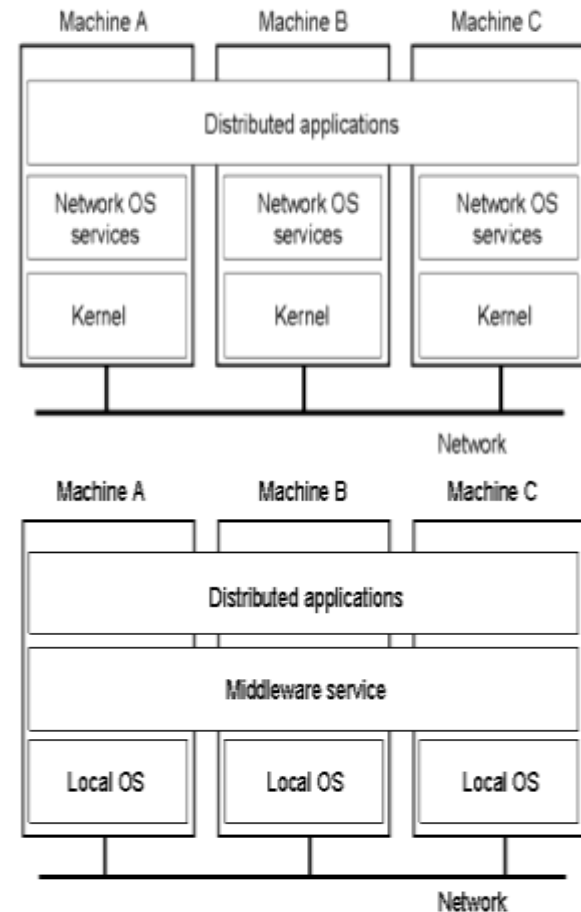 Machine A Machine B Machine C
Distributed applications
Network OS Network OS Network OS
services services services
Kernel Kernel Kernel
Network
Machine A Machine B Machine C
Distributed applications
Middleware service
Local OS Local OS Local OS
Network